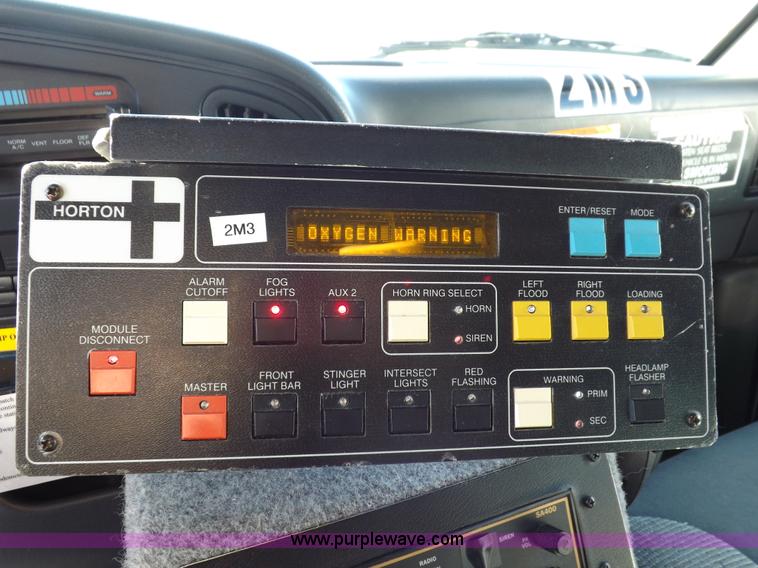 2M3
WARM
NORM
A/C
VENT
FLOOR
DEF
FLR
HORTON
2M3
OXYGEN WARNING
ENTER/RESET
MODE
ALARM
CUTOFF
FOG
LIGHTS
AUX 2
HORN RING SELECT
HORN
SIREN
LEFT
FLOOD
RIGHT
FLOOD
LOADING
MODULE
DISCONNECT
MASTER
FRONT
LIGHT BAR
STINGER
LIGHT
INTERSECT
LIGHTS
RED
FLASHING
WARNING
PRIM
SEC
HEADLAMP
FLASHER
SA400
SIREN
RADIO
www.purplewave.com